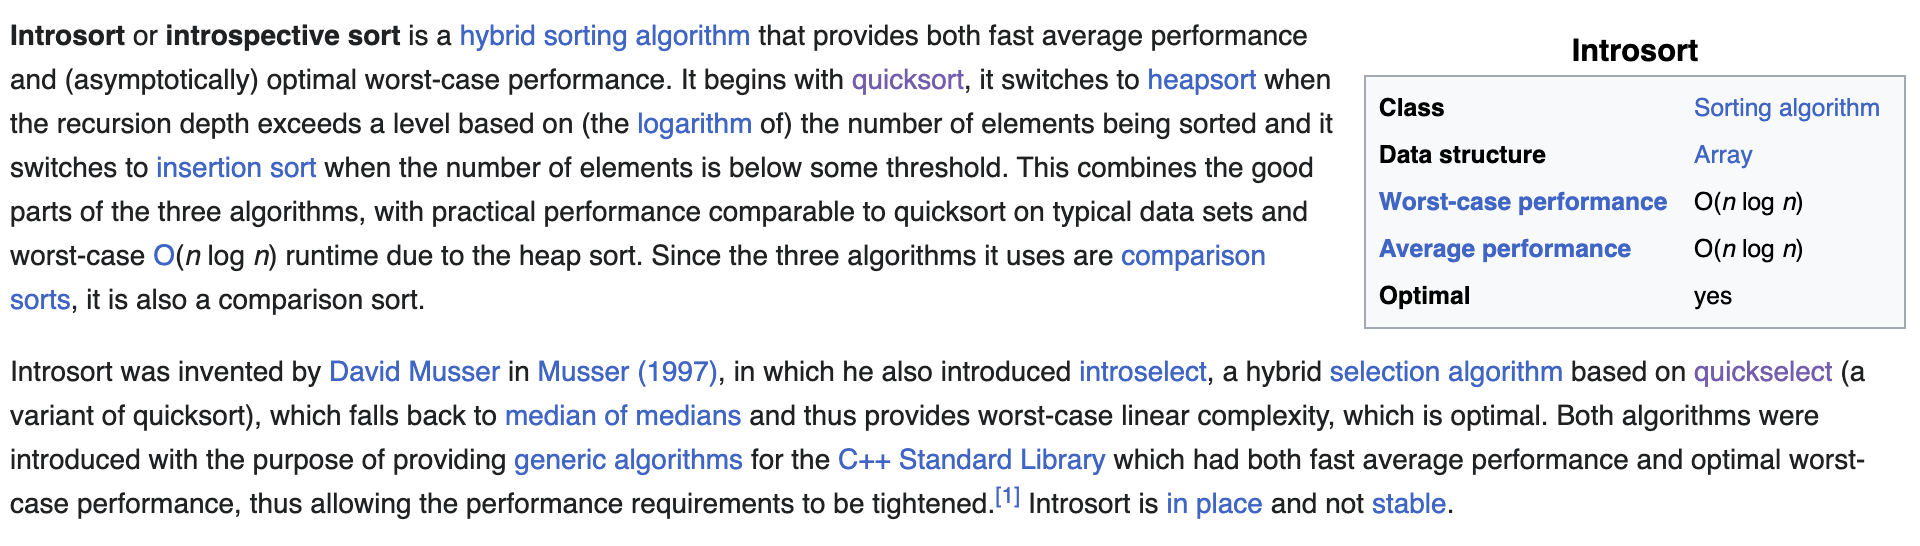 Introsort or introspective sort is a hybrid sorting algorithm that provides both fast average performance
and (asymptotically) optimal worst-case performance. It begins with quicksort, it switches to heapsort when
the recursion depth exceeds a level based on (the logarithm of) the number of elements being sorted and it
switches to insertion sort when the number of elements is below some threshold. This combines the good
parts of the three algorithms, with practical performance comparable to quicksort on typical data sets and
worst-case O(n log n) runtime due to the heap sort. Since the three algorithms it uses are comparison
sorts, it is also a comparison sort.
Introsort
Class Sorting algorithm
Data structure Array
Worst-case performance O(n log n)
Average performance O(n log n)
Optimal yes
Introsort was invented by David Musser in Musser (1997), in which he also introduced introselect, a hybrid selection algorithm based on quickselect (a
variant of quicksort), which falls back to median of medians and thus provides worst-case linear complexity, which is optimal. Both algorithms were
introduced with the purpose of providing generic algorithms for the C++ Standard Library which had both fast average performance and optimal worst-
case performance, thus allowing the performance requirements to be tightened.[1] Introsort is in place and not stable.